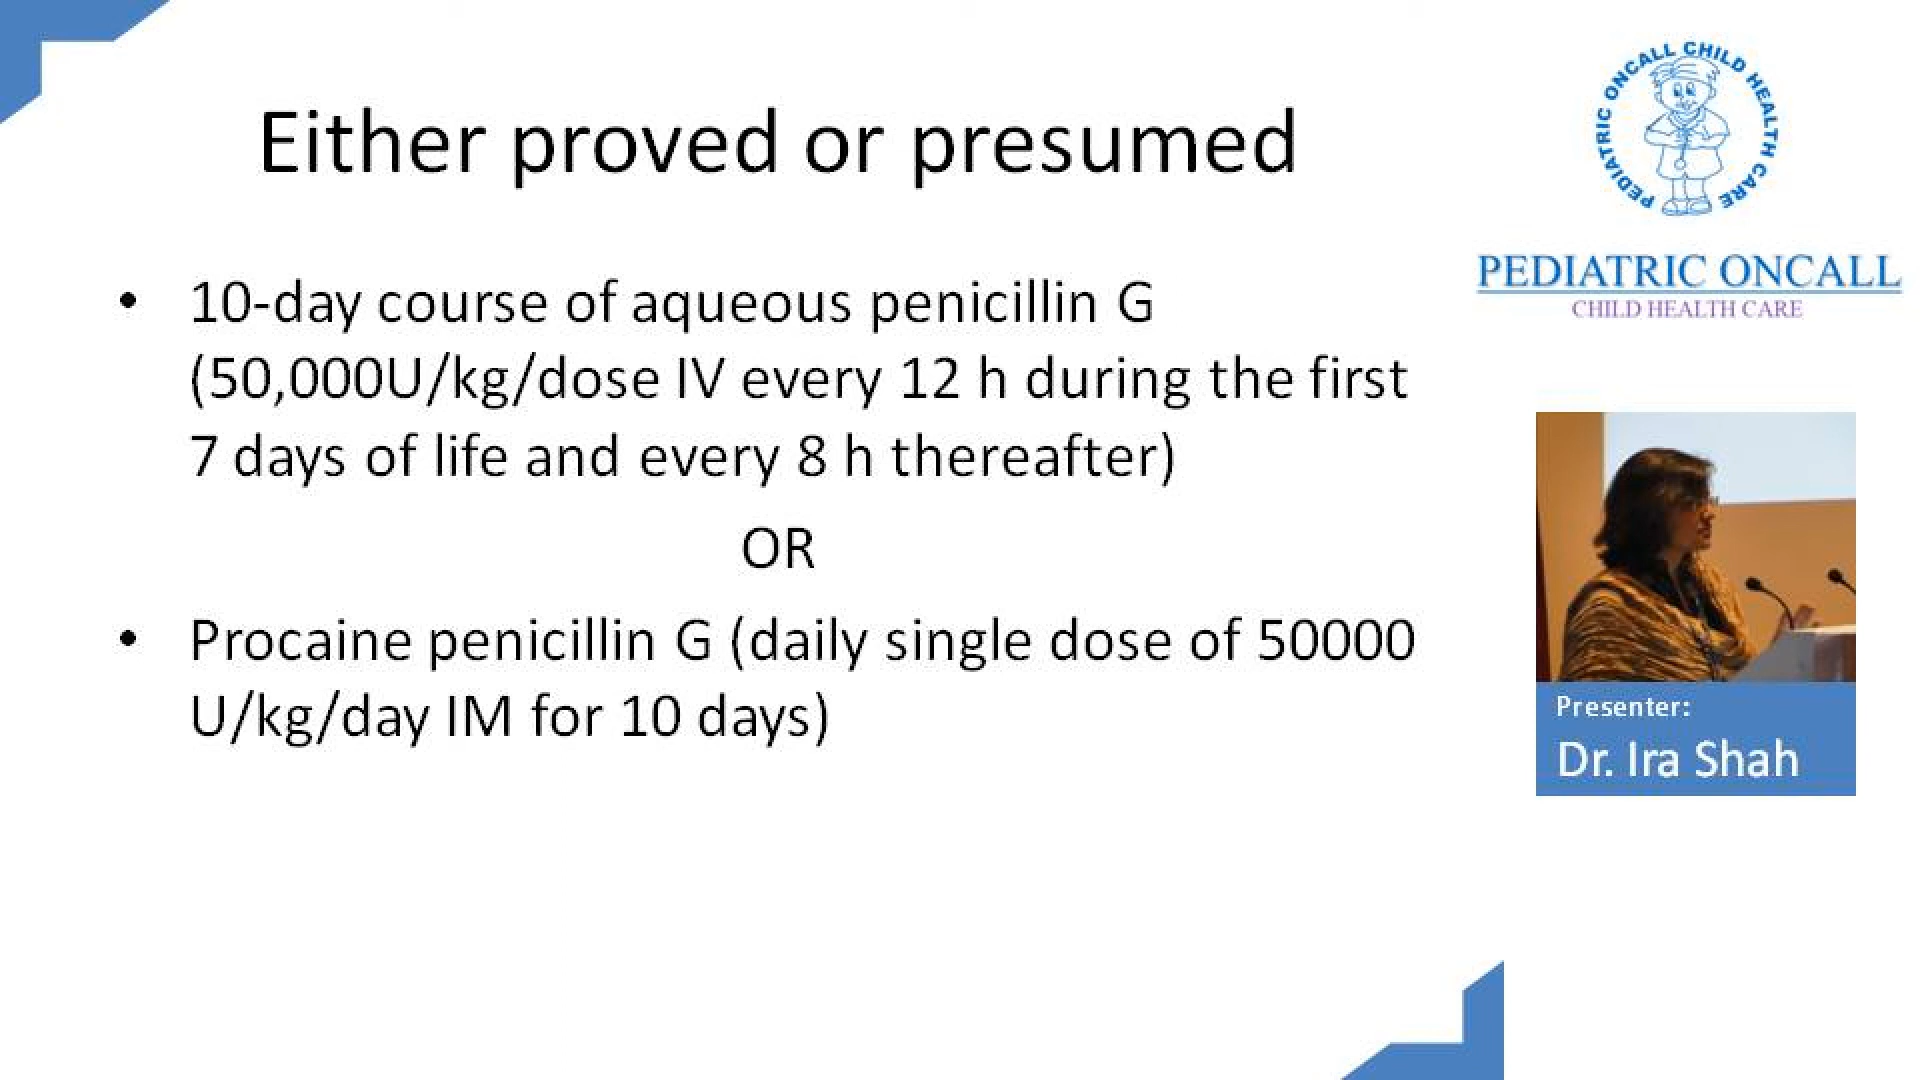 Either proved or presumed
• 10-day course of aqueous penicillin G
(50,000U/kg/dose IV every 12 h during the first
7 days of life and every 8 h thereafter)
OR
• Procaine penicillin G (daily single dose of 50000
U/kg/day IM for 10 days)
PEDIATRIC ONCALL CHILD HEALTH CARE
PEDIATRIC ONCALL
CHILD HEALTH CARE
Presenter:
Dr. Ira Shah